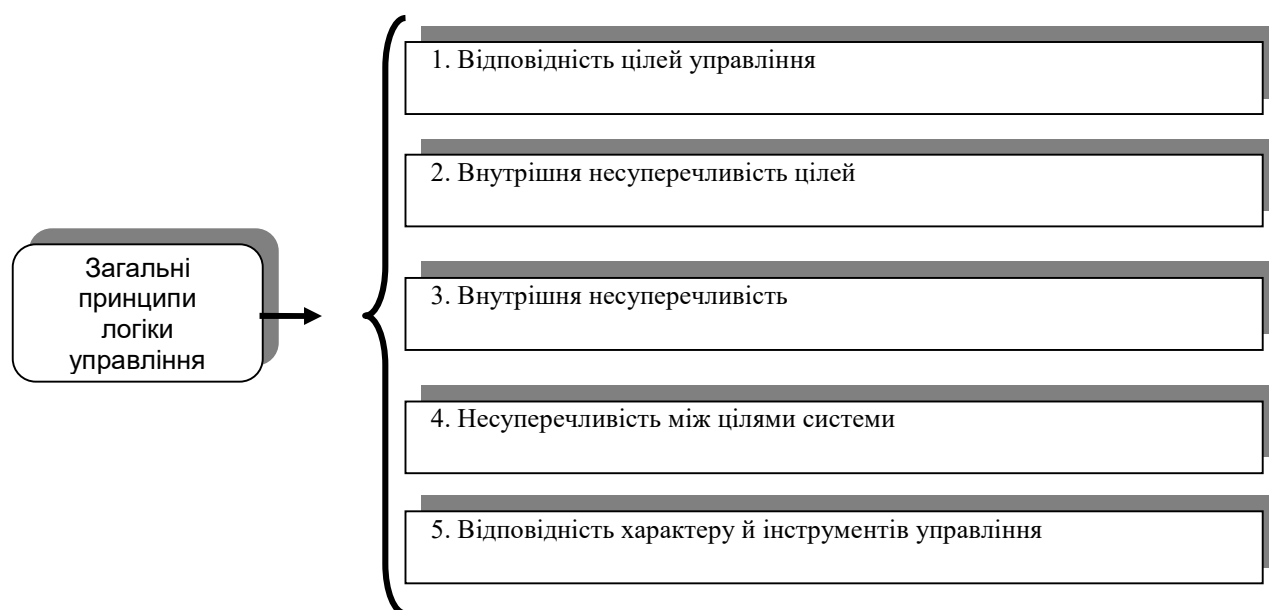 1. Відповідність цілей управління
2. Внутрішня несуперечливість цілей
Загальні
принципи
логіки
управління
3. Внутрішня несуперечливість
4. Несуперечливість між цілями системи
5. Відповідність характеру й інструментів управління